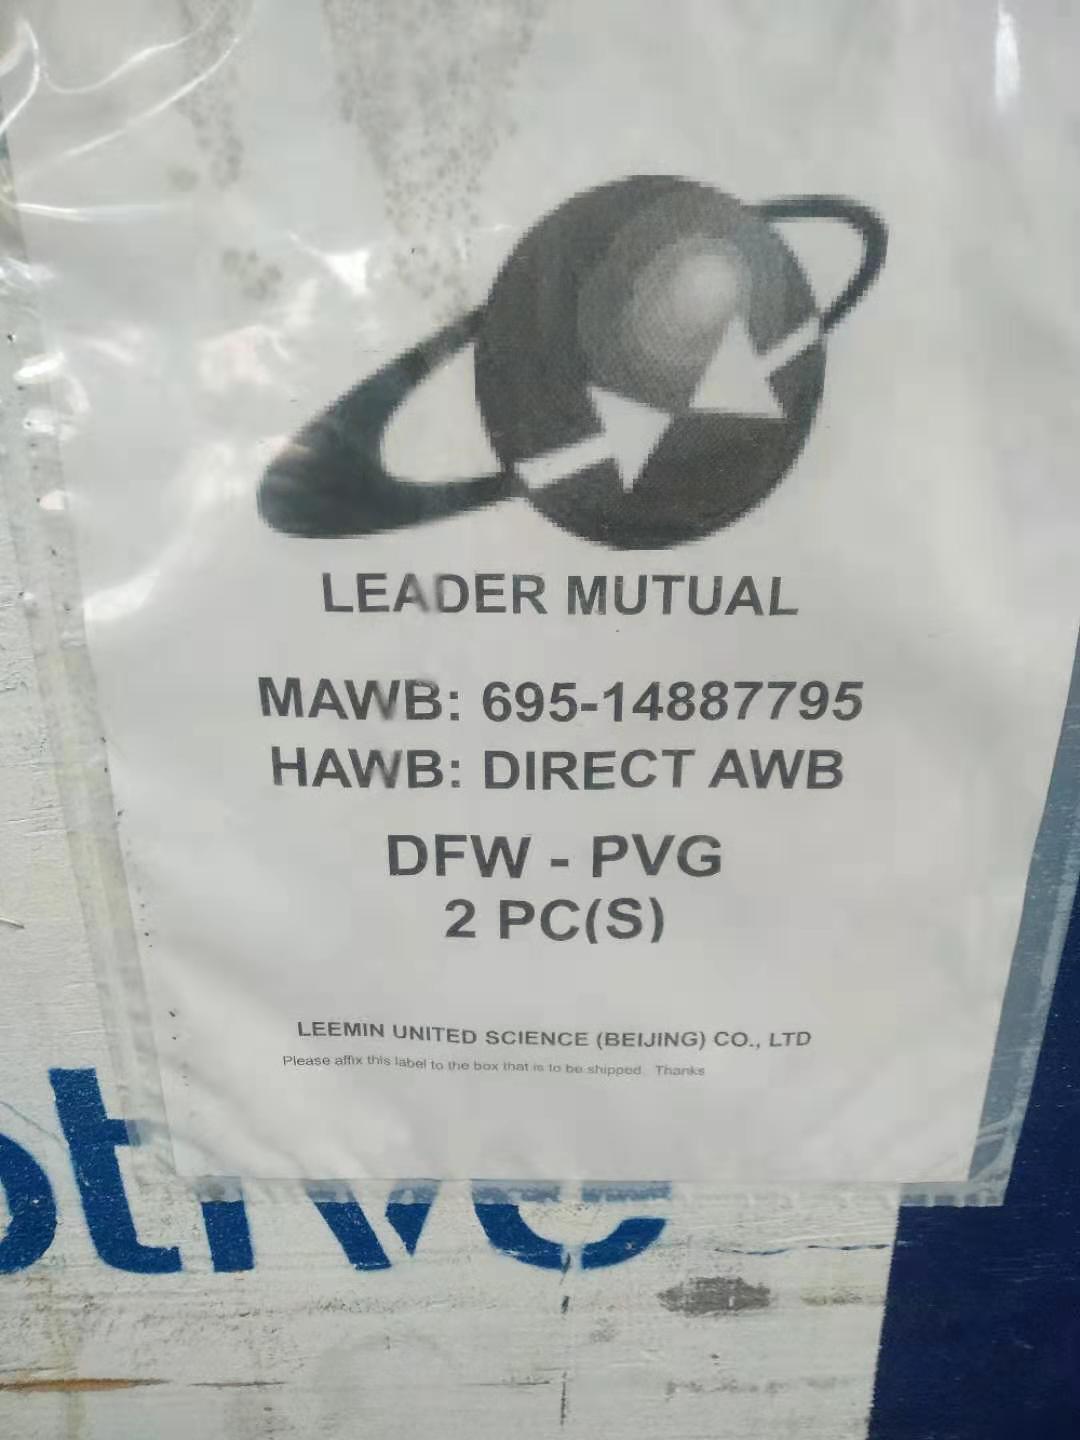 LEADER MUTUAL
MAWB: 695-14887795
HAWB: DIRECT AWB
DFW - PVG
2 PC(S)
LEEMIN UNITED SCIENCE (BEIJING) CO., LTD
Please affix this label to the box that is to be shipped. Thanks